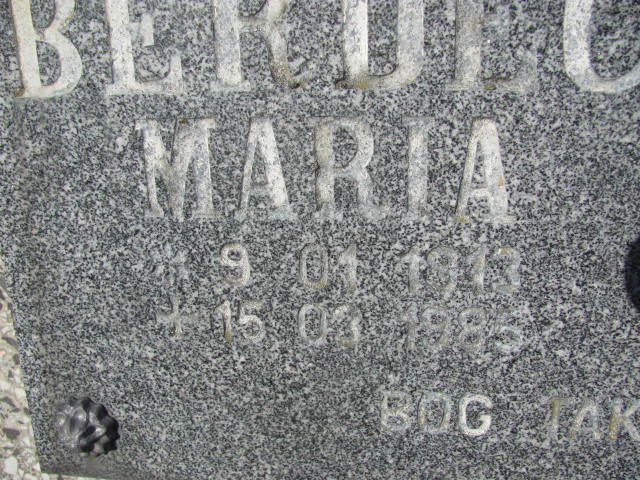 MARIA
* 9 01 1913
+ 15 03 1985
BOG TAK